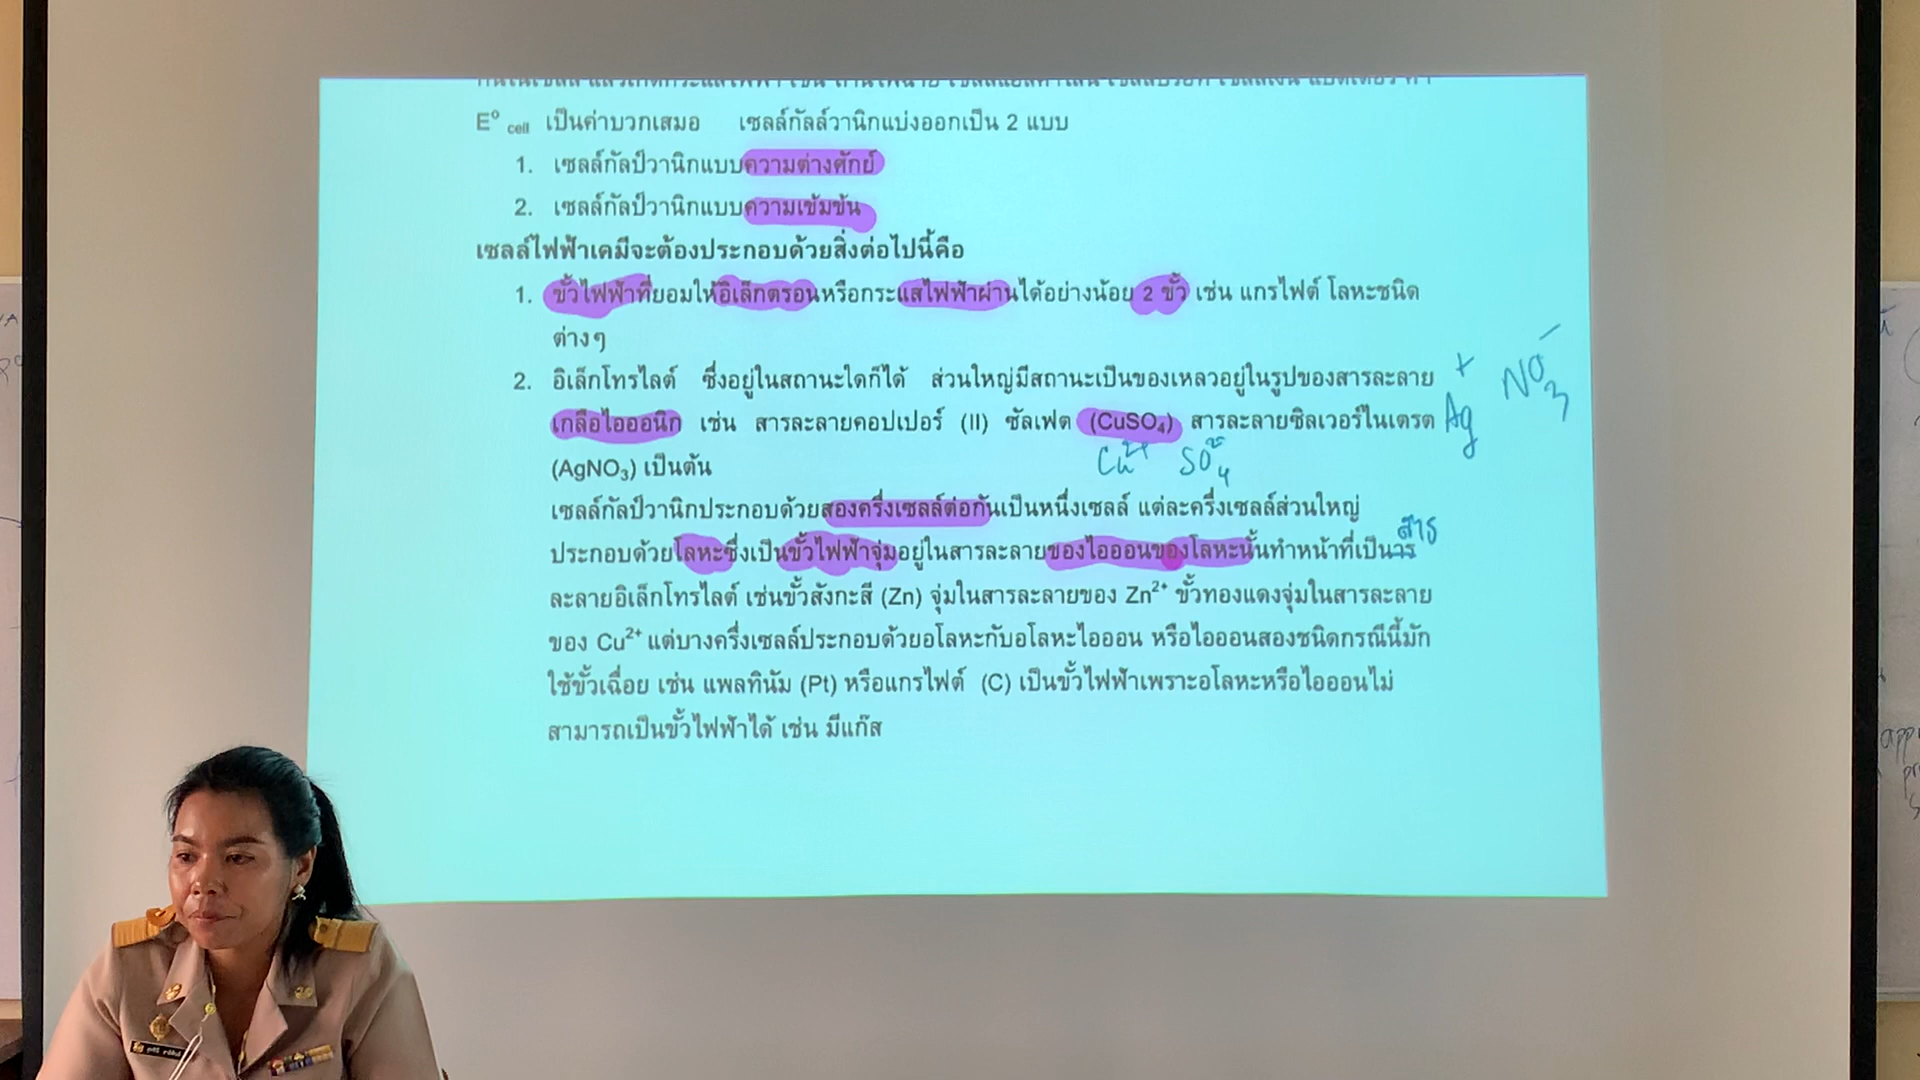 E° cell เป็นค่าบวกเสมอ เซลล์กัลล์วานิกแบ่งออกเป็น 2 แบบ
1. เซลล์กัลป์วานิกแบบความต่างศักย์
2. เซลล์กัลป์วานิกแบบความเข้มข้น
เซลล์ไฟฟ้าเคมีจะต้องประกอบด้วยสิ่งต่อไปนี้คือ
1. ขั้วไฟฟ้าที่ยอมให้อิเล็กตรอนหรือกระแสไฟฟ้าผ่านได้อย่างน้อย 2 ขั้ว เช่น แกรไฟต์ โลหะชนิด
ต่างๆ
2. อิเล็กโทรไลต์ ซึ่งอยู่ในสถานะใดก็ได้ ส่วนใหญ่มีสถานะเป็นของเหลวอยู่ในรูปของสารละลาย
เกลือไอออนิก เช่น สารละลายคอปเปอร์ (II) ซัลเฟต (CuSO₄) สารละลายซิลเวอร์ไนเตรต Ag⁺ NO₃⁻
(AgNO₃) เป็นต้น Cu²⁺ SO₄²⁻
เซลล์กัลป์วานิกประกอบด้วยสองครึ่งเซลล์ต่อกันเป็นหนึ่งเซลล์ แต่ละครึ่งเซลล์ส่วนใหญ่
สาร
ประกอบด้วยโลหะซึ่งเป็นขั้วไฟฟ้าจุ่มอยู่ในสารละลายของไอออนของโลหะนั้นทำหน้าที่เป็นาร
ละลายอิเล็กโทรไลต์ เช่นขั้วสังกะสี (Zn) จุ่มในสารละลายของ Zn²⁺ ขั้วทองแดงจุ่มในสารละลาย
ของ Cu²⁺ แต่บางครึ่งเซลล์ประกอบด้วยอโลหะกับอโลหะไอออน หรือไอออนสองชนิดกรณีนี้มัก
ใช้ขั้วเฉื่อย เช่น แพลทินัม (Pt) หรือแกรไฟต์ (C) เป็นขั้วไฟฟ้าเพราะอโลหะหรือไอออนไม่
สามารถเป็นขั้วไฟฟ้าได้ เช่น มีแก๊ส